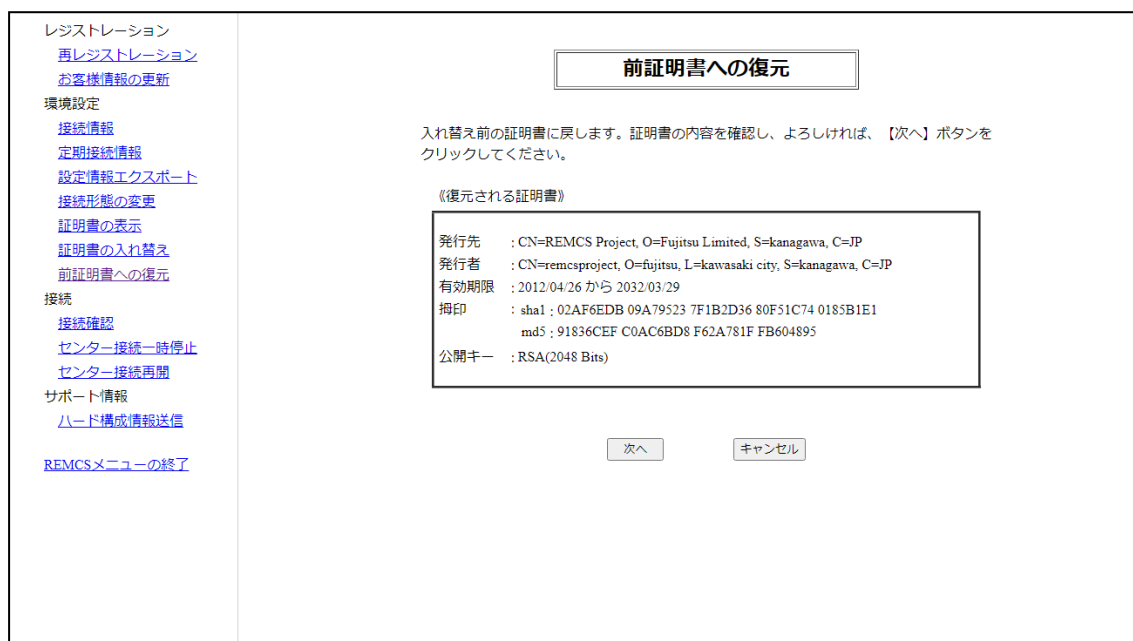 レジストレーション
再レジストレーション
お客様情報の更新
環境設定
接続情報
定期接続情報
設定情報エクスポート
接続形態の変更
証明書の表示
証明書の入れ替え
前証明書への復元
接続
接続確認
センター接続一時停止
センター接続再開
サポート情報
ハード構成情報送信
REMCSメニューの終了
前証明書への復元
入れ替え前の証明書に戻します。証明書の内容を確認し、よろしければ、【次へ】ボタンを
クリックしてください。
《復元される証明書》
発行先 : CN=REMCS Project, O=Fujitsu Limited, S=kanagawa, C=JP
発行者 : CN=remcsproject, O=fujitsu, L=kawasaki city, S=kanagawa, C=JP
有効期限 : 2012/04/26 から 2032/03/29
拇印 : sha1 : 02AF6EDB 09A79523 7F1B2D36 80F51C74 0185B1E1
md5 : 91836CEF C0AC6BD8 F62A781F FB604895
公開キー : RSA(2048 Bits)
次へ キャンセル